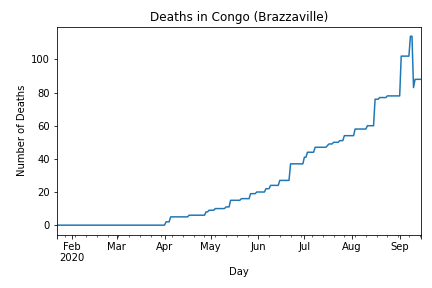 Deaths in Congo (Brazzaville)
Number of Deaths
100
80
60
40
20
0
Feb Mar Apr May Jun Jul Aug Sep
2020
Day